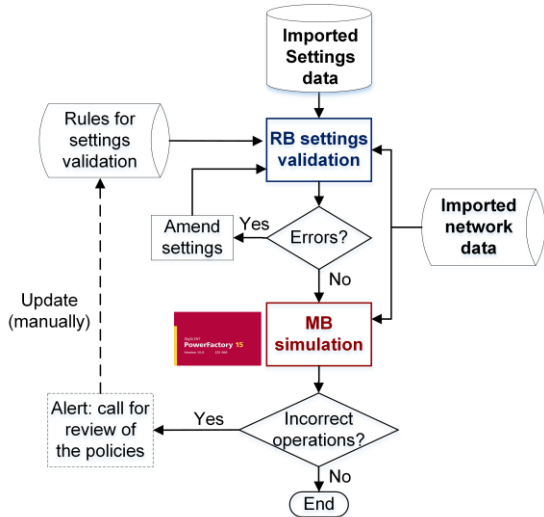 Imported
Settings
data
Rules for
settings
validation
RB settings
validation
Amend
settings
Yes
Errors?
Imported
network
data
No
Update
(manually)
PowerFactory 15
MB
simulation
Alert: call for
review of
the policies
Yes
Incorrect
operations?
No
End